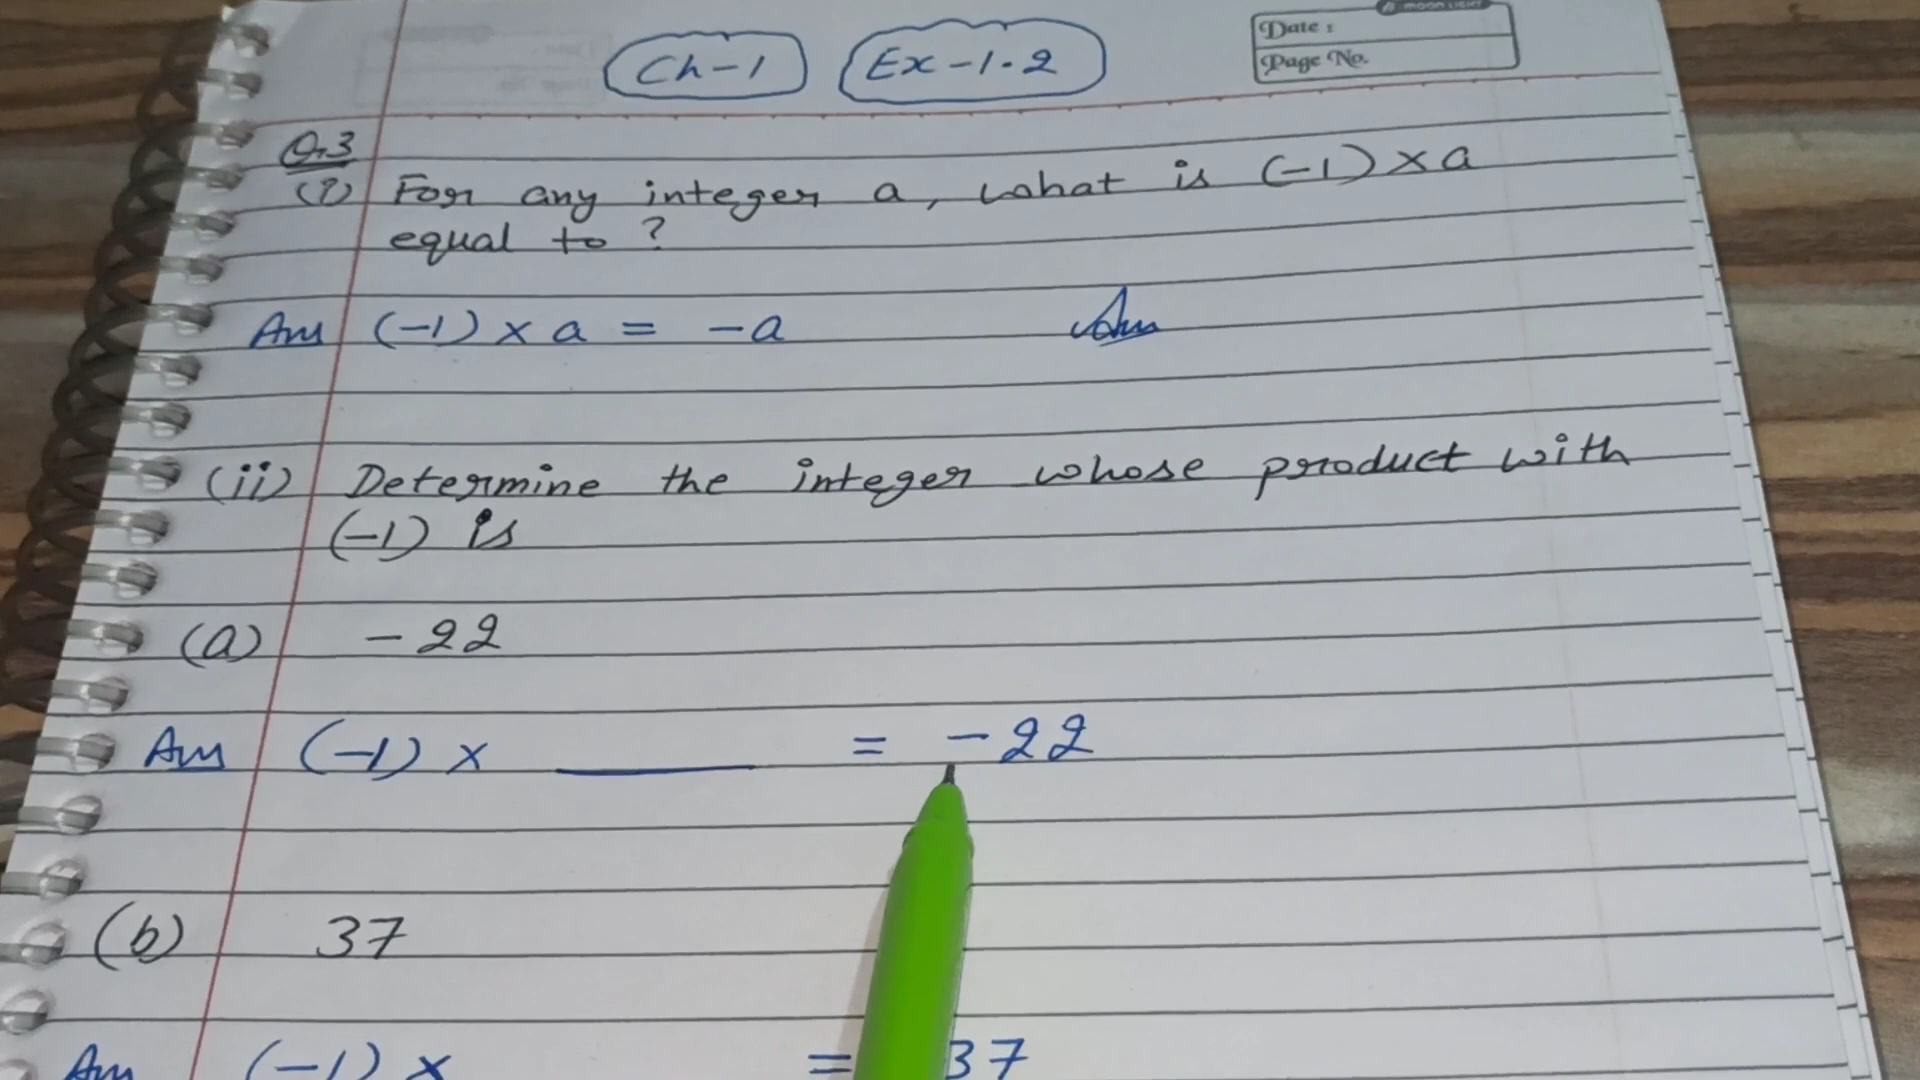 Ch-1 Ex-1.2
Date :
Page No.
Q.3
(i) For any integer a, what is (-1) × a
equal to ?
Ans (-1) × a = -a Ans
(ii) Determine the integer whose product with
(-1) is
(a) -22
Ans (-1) × ____ = -22
(b) 37
Ans (-1) × = 37